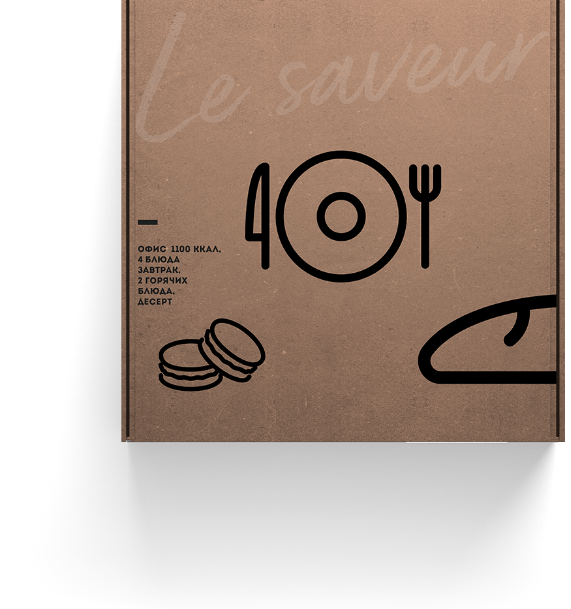 Le saveur
ОФИС 1100 ККАЛ,
4 БЛЮДА
ЗАВТРАК,
2 ГОРЯЧИХ
БЛЮДА,
ДЕСЕРТ